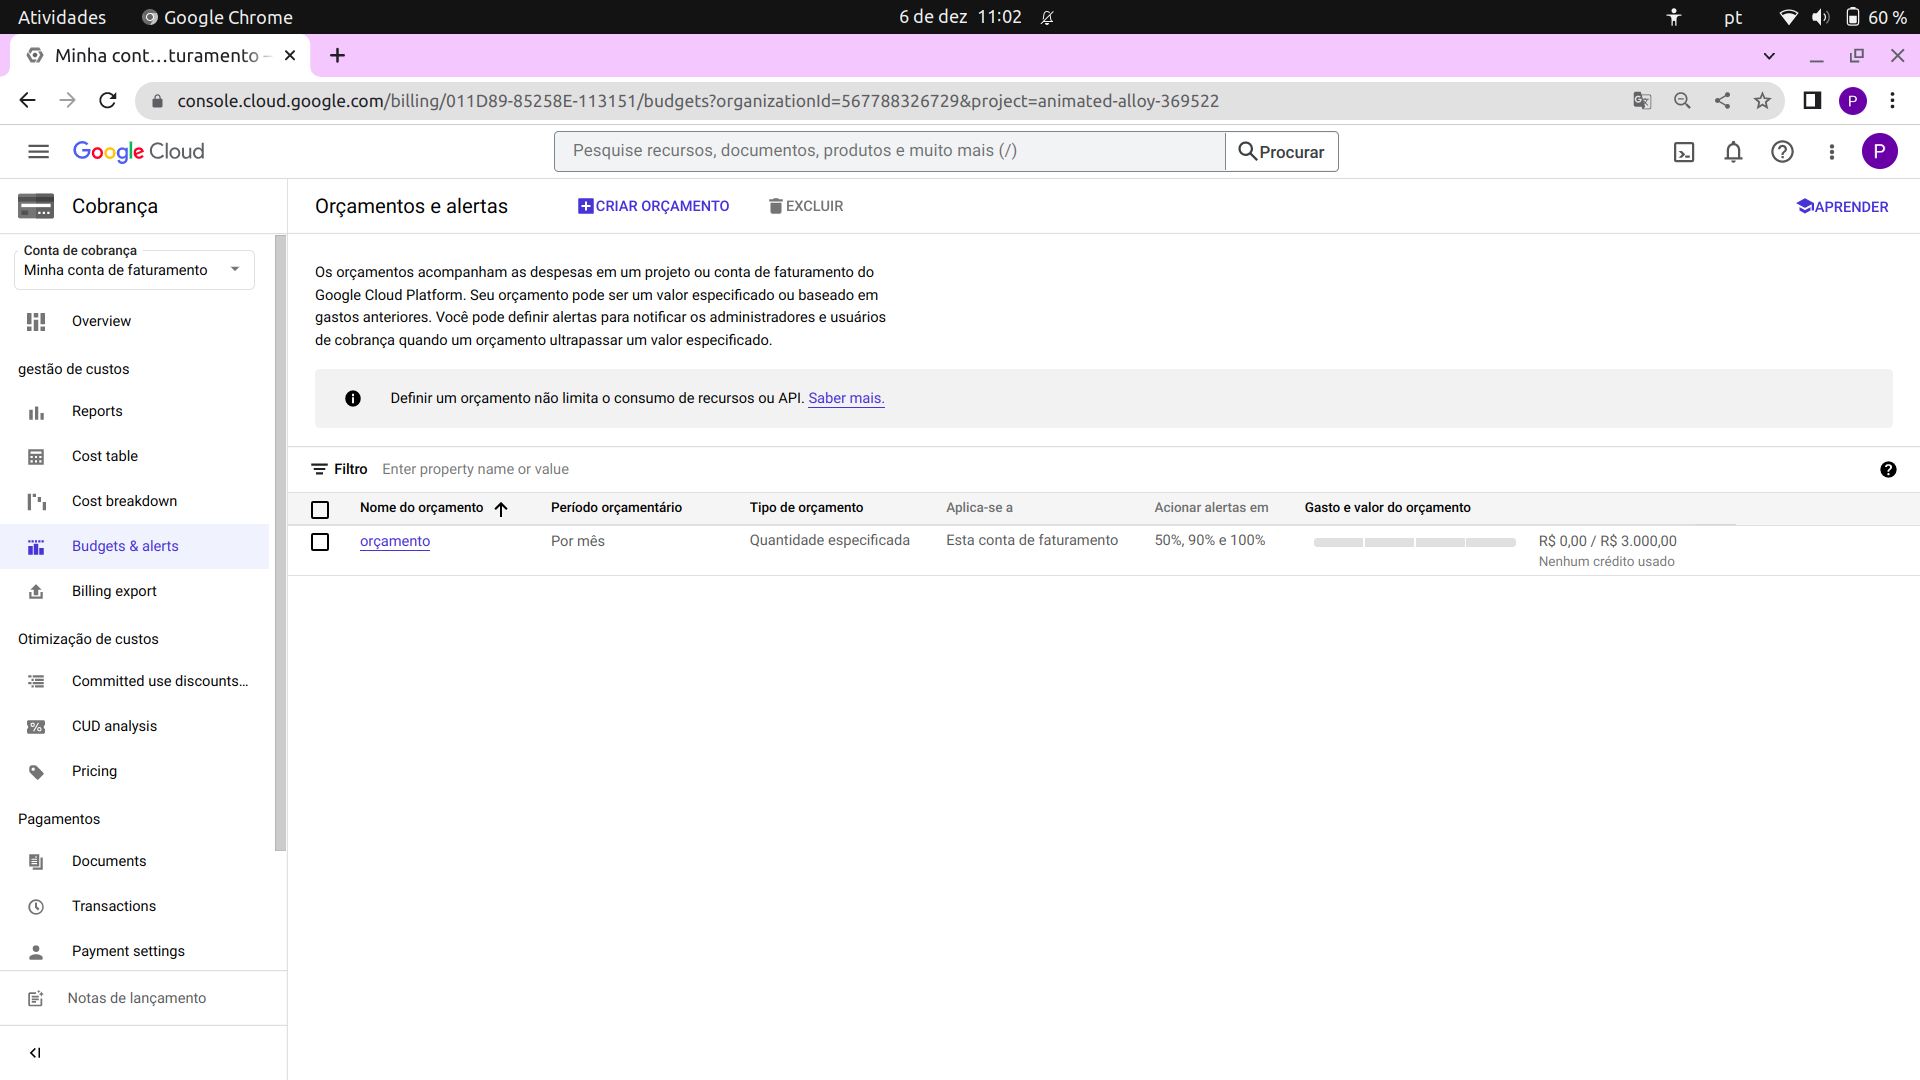 Atividades
Google Chrome
6 de dez 11:02
pt
60 %
Minha cont…turamento –
console.cloud.google.com/billing/011D89-85258E-113151/budgets?organizationId=567788326729&project=animated-alloy-369522
P
Google Cloud
Pesquise recursos, documentos, produtos e muito mais (/)
Procurar
P
Cobrança
Orçamentos e alertas
CRIAR ORÇAMENTO
EXCLUIR
APRENDER
Conta de cobrança
Minha conta de faturamento
Overview
gestão de custos
Reports
Cost table
Cost breakdown
Budgets & alerts
Billing export
Otimização de custos
Committed use discounts…
CUD analysis
Pricing
Pagamentos
Documents
Transactions
Payment settings
Notas de lançamento
Os orçamentos acompanham as despesas em um projeto ou conta de faturamento do
Google Cloud Platform. Seu orçamento pode ser um valor especificado ou baseado em
gastos anteriores. Você pode definir alertas para notificar os administradores e usuários
de cobrança quando um orçamento ultrapassar um valor especificado.
Definir um orçamento não limita o consumo de recursos ou API. Saber mais.
Filtro
Enter property name or value
Nome do orçamento
Período orçamentário
Tipo de orçamento
Aplica-se a
Acionar alertas em
Gasto e valor do orçamento
orçamento
Por mês
Quantidade especificada
Esta conta de faturamento
50%, 90% e 100%
R$ 0,00 / R$ 3.000,00
Nenhum crédito usado